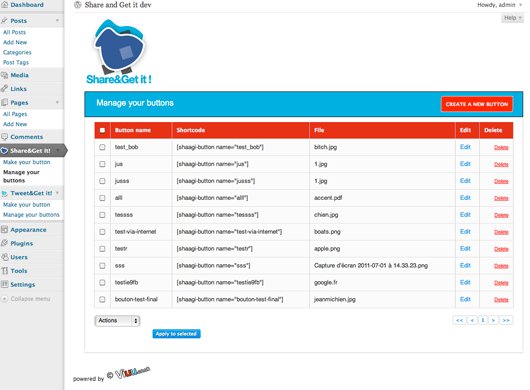 Share and Get it dev
Howdy, admin
Help
Dashboard
Posts
All Posts
Add New
Categories
Post Tags
Media
Links
Pages
All Pages
Add New
Comments
Share&Get It!
Make your button
Manage your
buttons
Tweet&Get it!
Make your button
Manage your buttons
Appearance
Plugins
Users
Tools
Settings
Collapse menu
Share&Get it !
Manage your buttons
CREATE A NEW BUTTON
Button name Shortcode File Edit Delete
test_bob [shaagi-button name="test_bob"] bitch.jpg Edit Delete
jus [shaagi-button name="jus"] 1.jpg Edit Delete
jusss [shaagi-button name="jusss"] 1.jpg Edit Delete
alll [shaagi-button name="alll"] accent.pdf Edit Delete
tessss [shaagi-button name="tessss"] chien.jpg Edit Delete
test-via-internet [shaagi-button name="test-via-internet"] boats.png Edit Delete
testr [shaagi-button name="testr"] apple.png Edit Delete
sss [shaagi-button name="sss"] Capture d'écran 2011-07-01 à 14.33.23.png Edit Delete
testie9fb [shaagi-button name="testie9fb"] google.fr Edit Delete
bouton-test-final [shaagi-button name="bouton-test-final"] jeanmichien.jpg Edit Delete
Actions
<< < 1 > >>
Apply to selected
powered by ©